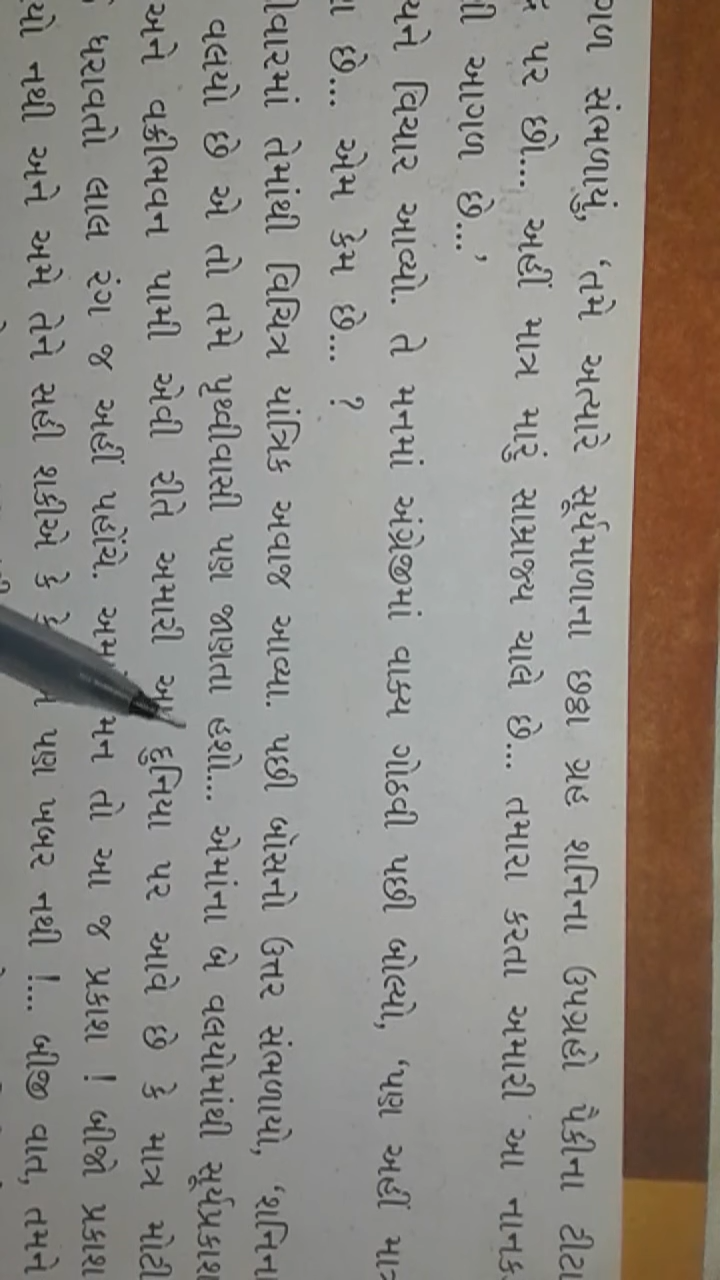 સંભળાયું, ‘તમે અત્યારે સૂર્યમાળાના છઠ્ઠા ગ્રહ શનિના ઉપગ્રહો પૈકીના ટીટા
પર છો... અહીં માત્ર મારું સામ્રાજ્ય ચાલે છે... તમારા કરતા અમારી આ નાનક
આગળ છે...’
યને વિચાર આવ્યો. તે મનમાં અંગ્રેજીમાં વાક્ય ગોઠવી પછી બોલ્યો, ‘પણ અહીં માત્ર
છે... એમ કેમ છે... ?
ીવારમાં તેમાંથી વિચિત્ર યાંત્રિક અવાજ આવ્યા. પછી બોસનો ઉત્તર સંભળાયો, ‘શનિન
વલયો છે એ તો તમે પૃથ્વીવાસી પણ જાણતા હશો... એમાંના બે વલયોમાંથી સૂર્યપ્રકાશ
અને વક્રીભવન પામી એવી રીતે અમારી દુનિયા પર આવે છે કે માત્ર મોટી
ધરાવતો લાલ રંગ જ અહીં પહોંચે. મન તો આ જ પ્રકાશ ! બીજો પ્રકાશ
યો નથી અને અમે તેને સહી શકીએ કે કે પણ ખબર નથી !... બીજી વાત, તમને